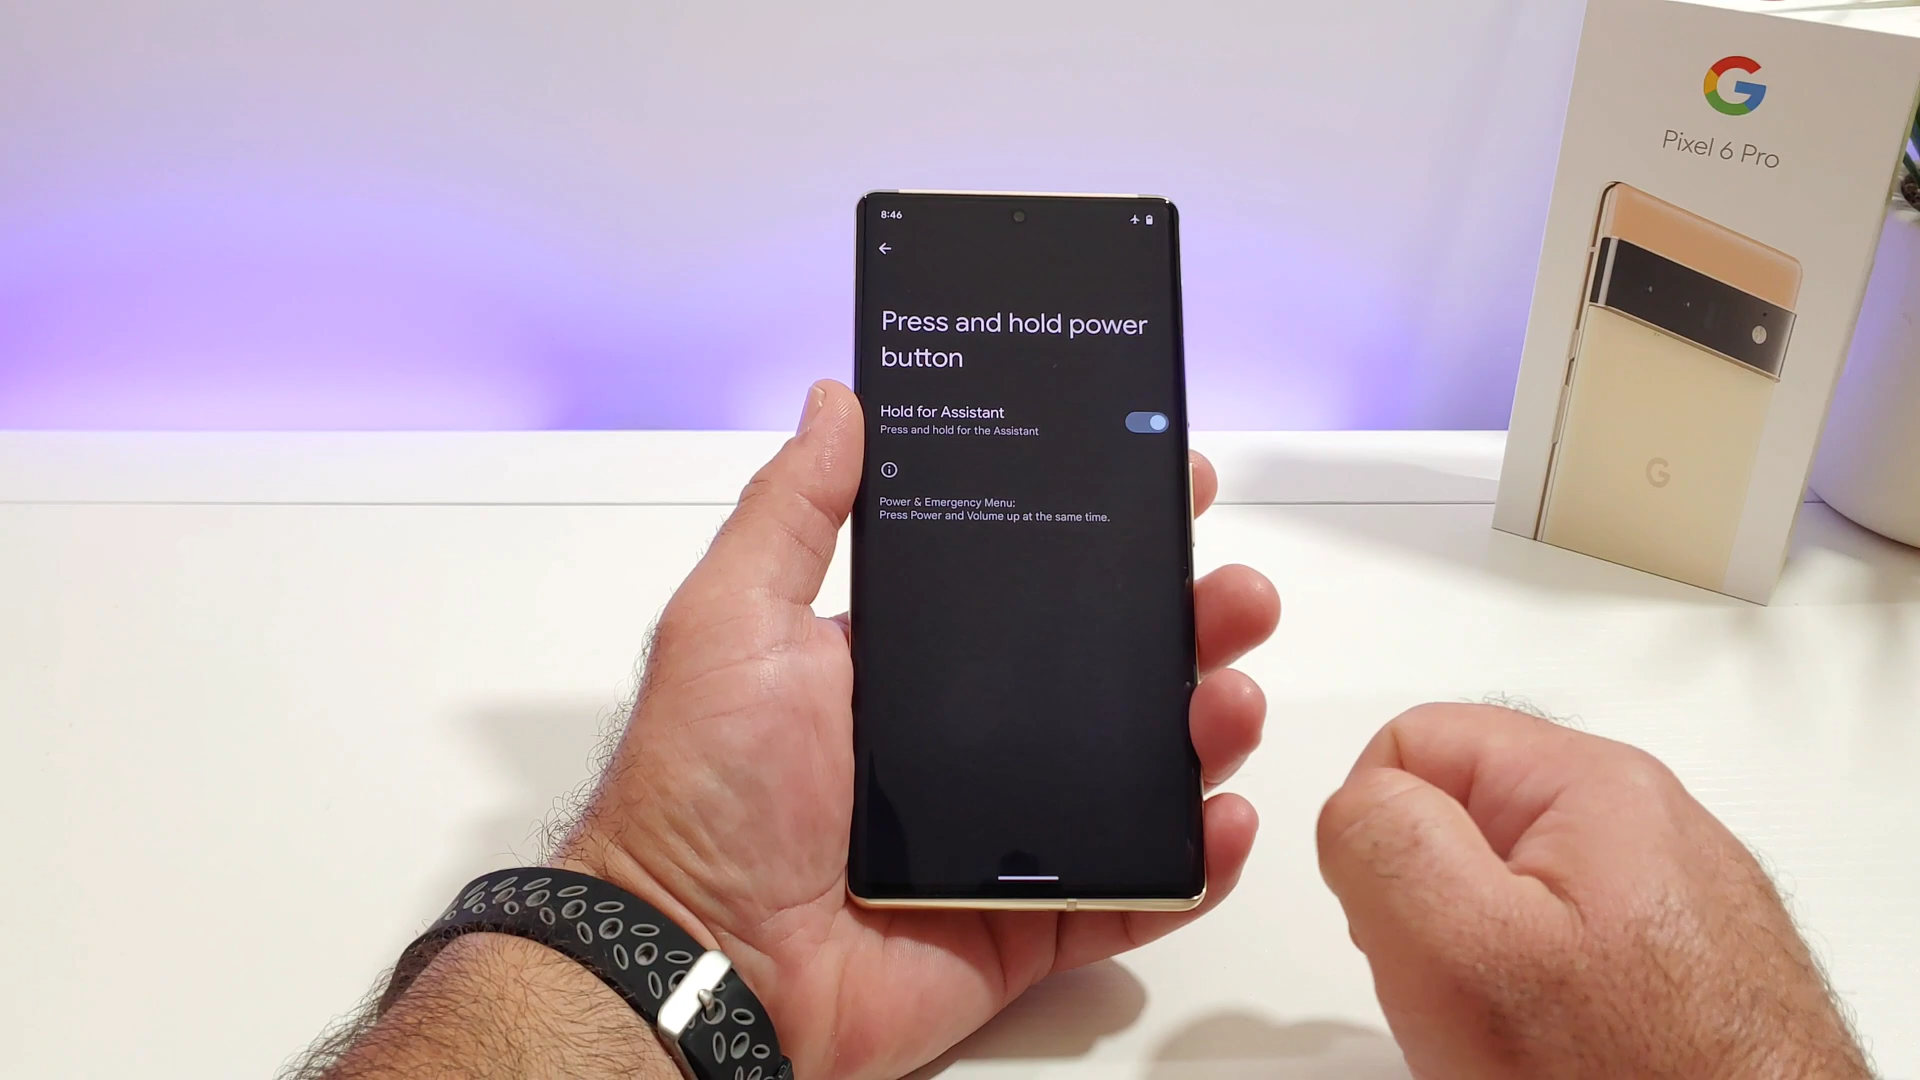 8:46
Press and hold power
button
Hold for Assistant
Press and hold for the Assistant
Power & Emergency Menu:
Press Power and Volume up at the same time.
G
Pixel 6 Pro
G